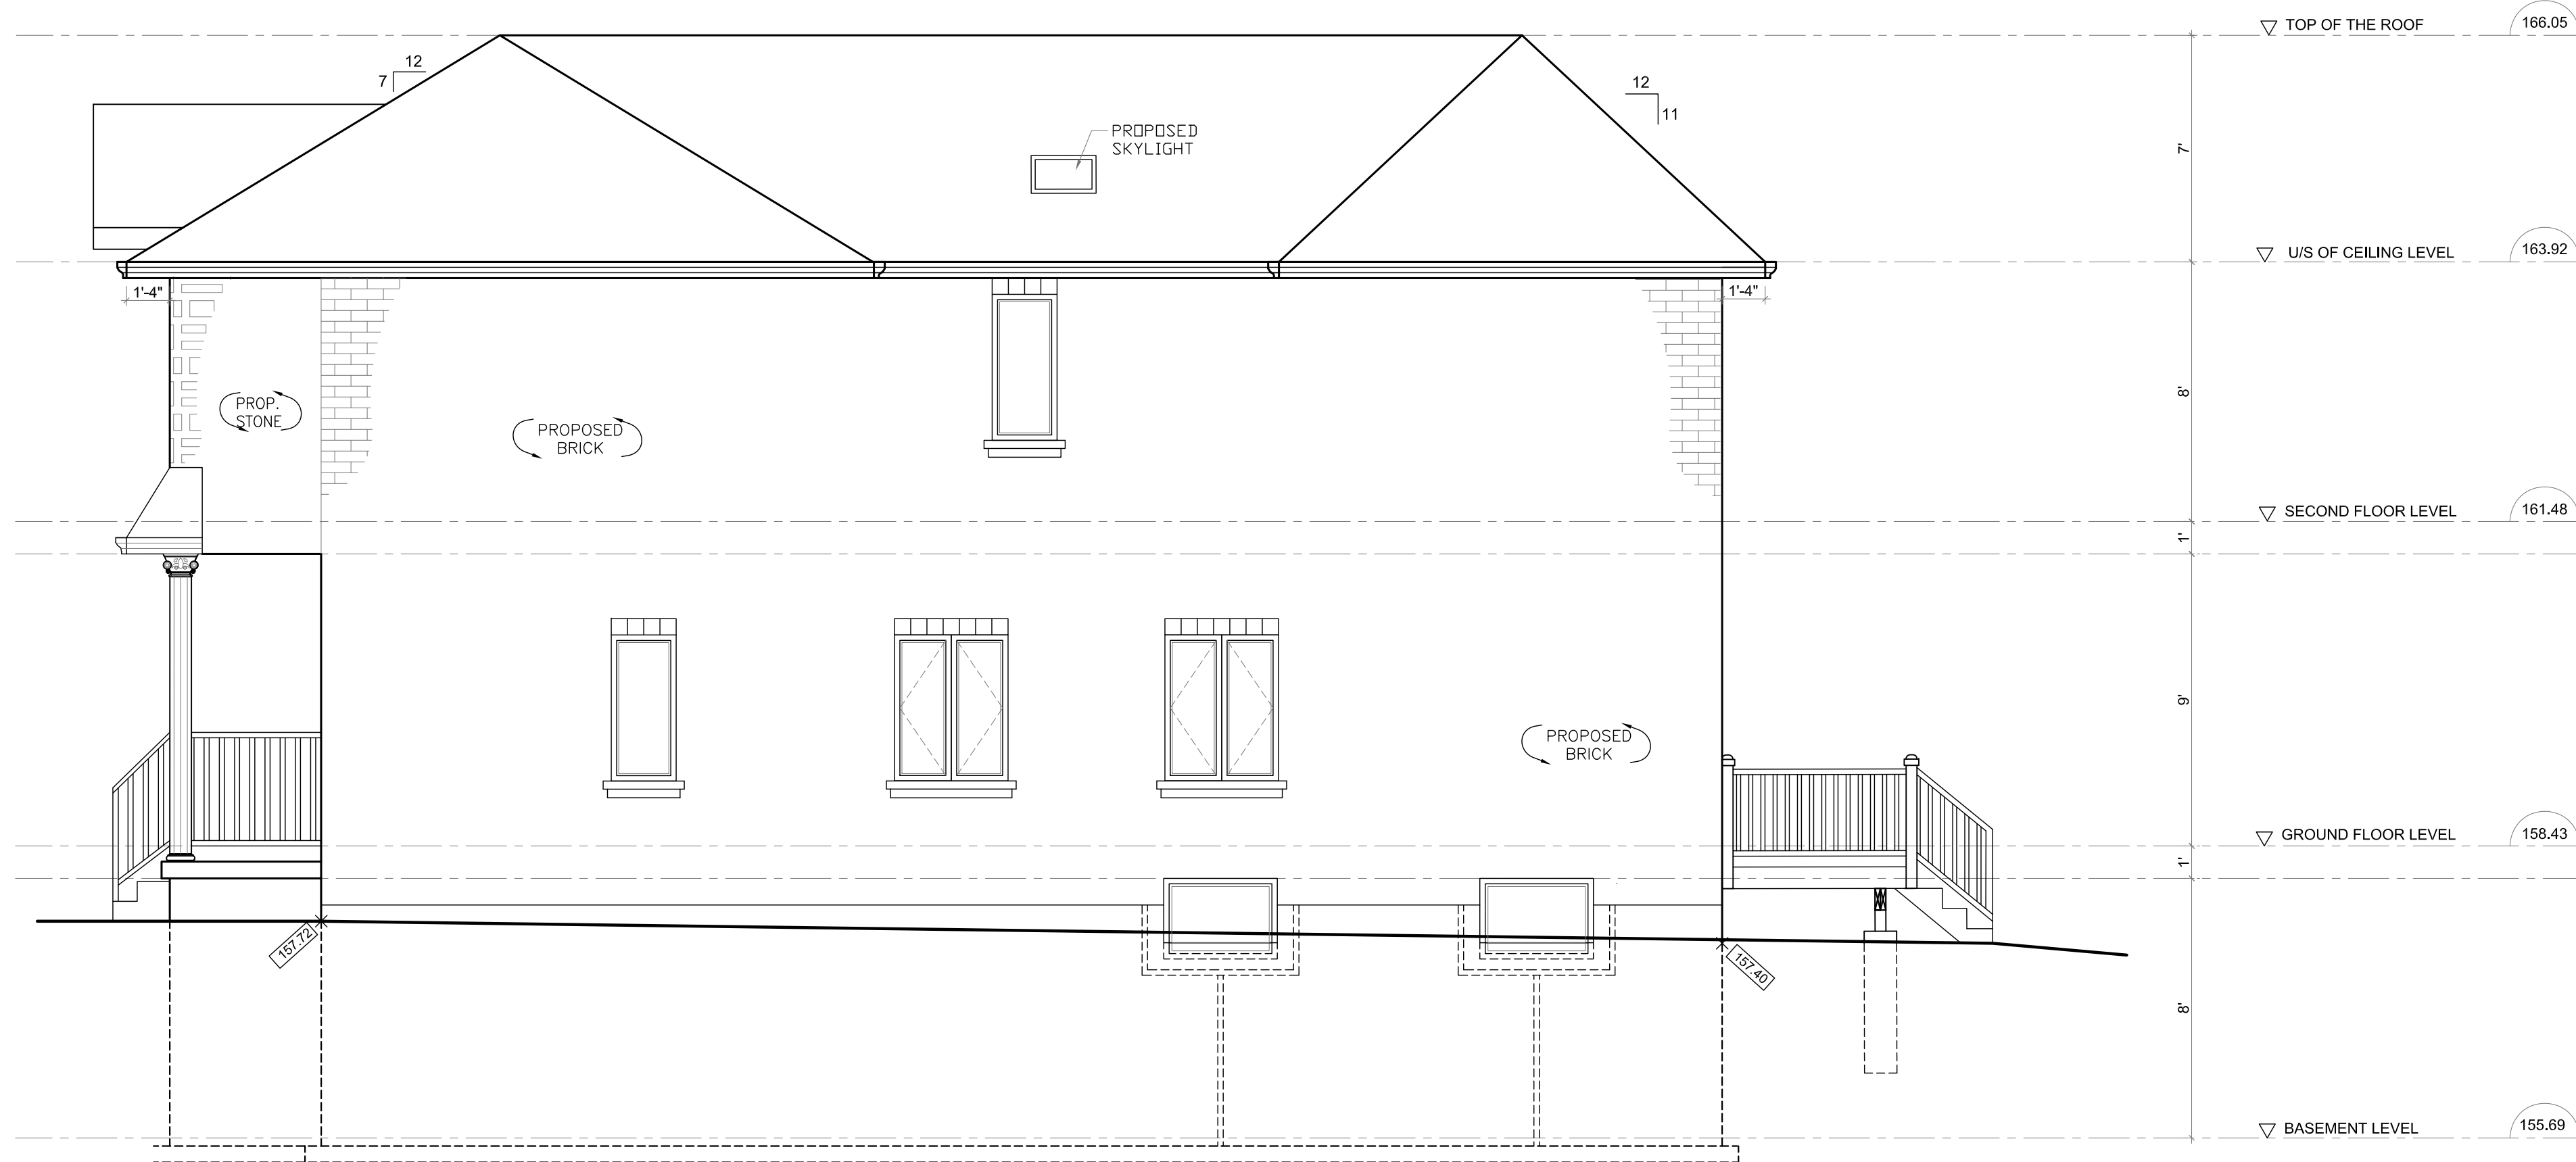 TOP OF THE ROOF 166.05
12
7
12
11
PROPOSED
SKYLIGHT
7'
U/S OF CEILING LEVEL 163.92
1'-4"
1'-4"
PROP.
STONE
PROPOSED
BRICK
8'
SECOND FLOOR LEVEL 161.48
1'
9'
PROPOSED
BRICK
GROUND FLOOR LEVEL 158.43
1'
157.72
157.40
8'
BASEMENT LEVEL 155.69